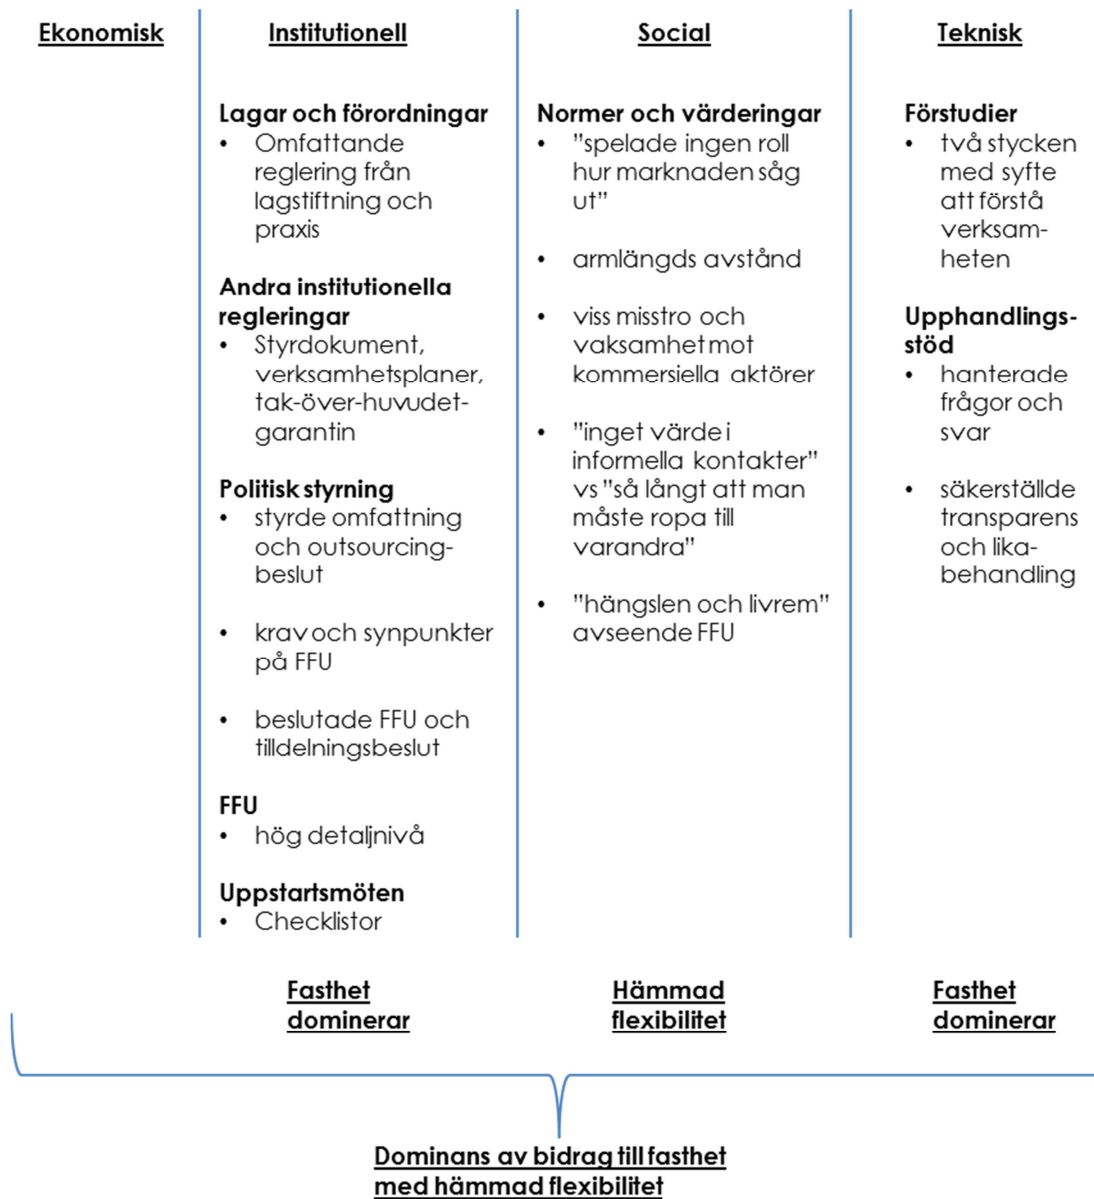 Ekonomisk
Institutionell
Lagar och förordningar
• Omfattande
reglering från
lagstiftning och
praxis
Andra institutionella
regleringar
• Styrdokument,
verksamhetsplaner,
tak-över-huvudet-
garantin
Politisk styrning
• styrde omfattning
och outsourcing-
beslut
• krav och synpunkter
på FFU
• beslutade FFU och
tilldelningsbeslut
FFU
• hög detaljnivå
Uppstartsmöten
• Checklistor
Fasthet
dominerar
Social
Normer och värderingar
• ”spelade ingen roll
hur marknaden såg
ut”
• armlängds avstånd
• viss misstro och
vaksamhet mot
kommersiella aktörer
• ”inget värde i
informella kontakter”
vs ”så långt att man
måste ropa till
varandra”
• ”hängslen och livrem”
avseende FFU
Hämmad
flexibilitet
Teknisk
Förstudier
• två stycken
med syfte
att förstå
verksam-
heten
Upphandlings-
stöd
• hanterade
frågor och
svar
• säkerställde
transparens
och lika-
behandling
Fasthet
dominerar
Dominans av bidrag till fasthet
med hämmad flexibilitet